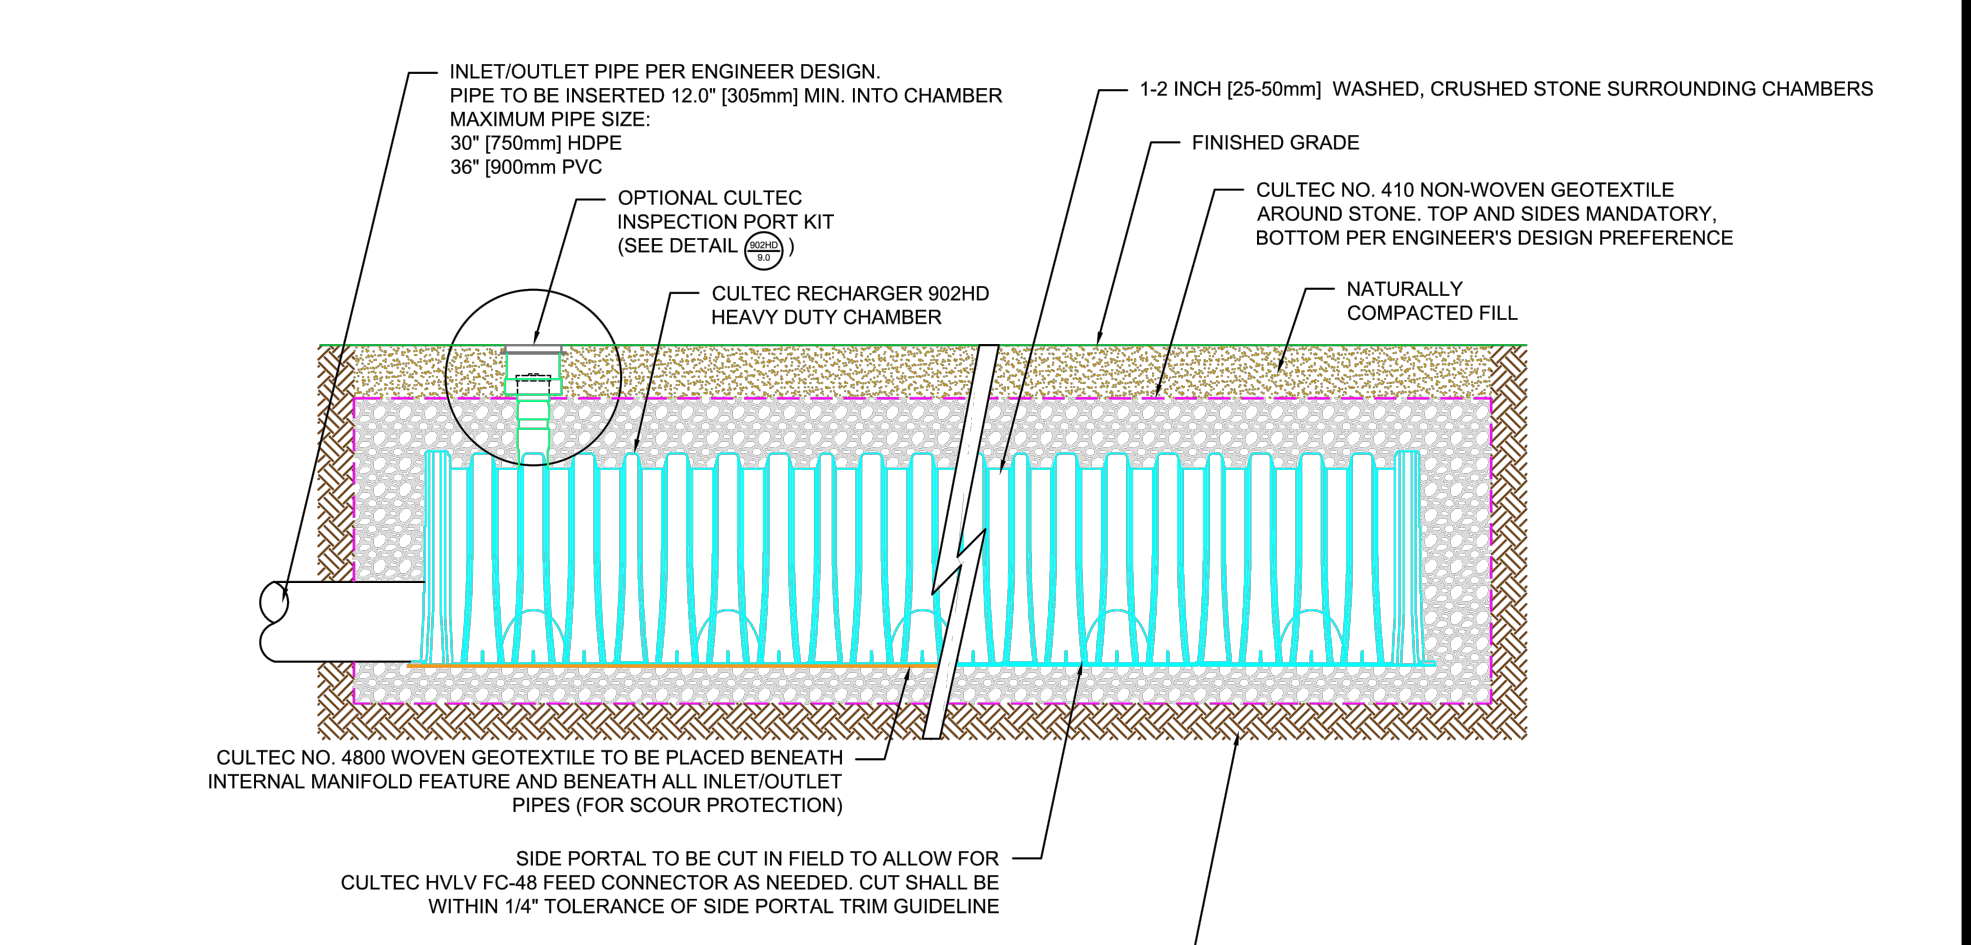 INLET/OUTLET PIPE PER ENGINEER DESIGN.
PIPE TO BE INSERTED 12.0" [305mm] MIN. INTO CHAMBER
MAXIMUM PIPE SIZE:
30" [750mm] HDPE
36" [900mm PVC
OPTIONAL CULTEC
INSPECTION PORT KIT
(SEE DETAIL 902HD 9.0 )
CULTEC RECHARGER 902HD
HEAVY DUTY CHAMBER
1-2 INCH [25-50mm] WASHED, CRUSHED STONE SURROUNDING CHAMBERS
FINISHED GRADE
CULTEC NO. 410 NON-WOVEN GEOTEXTILE
AROUND STONE. TOP AND SIDES MANDATORY,
BOTTOM PER ENGINEER'S DESIGN PREFERENCE
NATURALLY
COMPACTED FILL
CULTEC NO. 4800 WOVEN GEOTEXTILE TO BE PLACED BENEATH
INTERNAL MANIFOLD FEATURE AND BENEATH ALL INLET/OUTLET
PIPES (FOR SCOUR PROTECTION)
SIDE PORTAL TO BE CUT IN FIELD TO ALLOW FOR
CULTEC HVLV FC-48 FEED CONNECTOR AS NEEDED. CUT SHALL BE
WITHIN 1/4" TOLERANCE OF SIDE PORTAL TRIM GUIDELINE